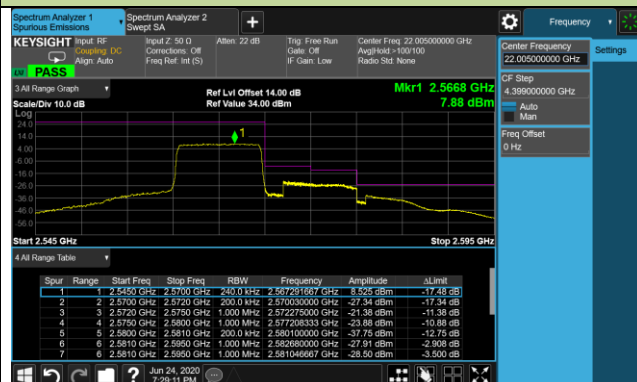 Spectrum Analyzer 1
Spurious Emissions
Spectrum Analyzer 2
Swept SA
Frequency
KEYSIGHT
Input: RF
Coupling: DC
Align: Auto
Input Z: 50 Ω
Corrections: Off
Freq Ref: Int (S)
Atten: 22 dB
Trig: Free Run
Gate: Off
IF Gain: Low
Center Freq: 22.005000000 GHz
Avg|Hold:>100/100
Radio Std: None
PASS
Center Frequency
22.005000000 GHz
Settings
CF Step
4.399000000 GHz
Auto
Man
Freq Offset
0 Hz
3 All Range Graph
Scale/Div 10.0 dB
Ref Lvl Offset 14.00 dB
Ref Value 34.00 dBm
Mkr1 2.5668 GHz
7.88 dBm
Log
24.0
14.0
4.00
-6.00
-16.0
-26.0
-36.0
-46.0
-56.0
1
Start 2.545 GHz
Stop 2.595 GHz
4 All Range Table
Spur Range Start Freq Stop Freq RBW Frequency Amplitude ΔLimit
1 1 2.5450 GHz 2.5700 GHz 240.0 kHz 2.567291667 GHz 8.525 dBm -17.48 dB
2 2 2.5700 GHz 2.5720 GHz 200.0 kHz 2.570030000 GHz -27.34 dBm -17.34 dB
3 3 2.5720 GHz 2.5750 GHz 1.000 MHz 2.572275000 GHz -21.38 dBm -11.38 dB
4 4 2.5750 GHz 2.5800 GHz 1.000 MHz 2.577208333 GHz -23.88 dBm -10.88 dB
5 5 2.5800 GHz 2.5810 GHz 200.0 kHz 2.580100000 GHz -37.75 dBm -12.75 dB
6 6 2.5810 GHz 2.5950 GHz 1.000 MHz 2.582680000 GHz -27.91 dBm -2.908 dB
7 6 2.5810 GHz 2.5950 GHz 1.000 MHz 2.581046667 GHz -28.50 dBm -3.500 dB
Jun 24, 2020
7:29:11 PM